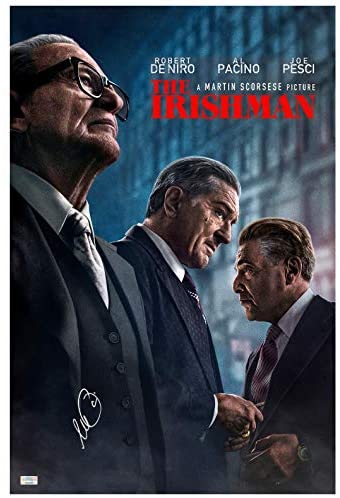 ROBERT AL JOE
DE NIRO PACINO PESCI
THE A MARTIN SCORSESE PICTURE
IRISHMAN